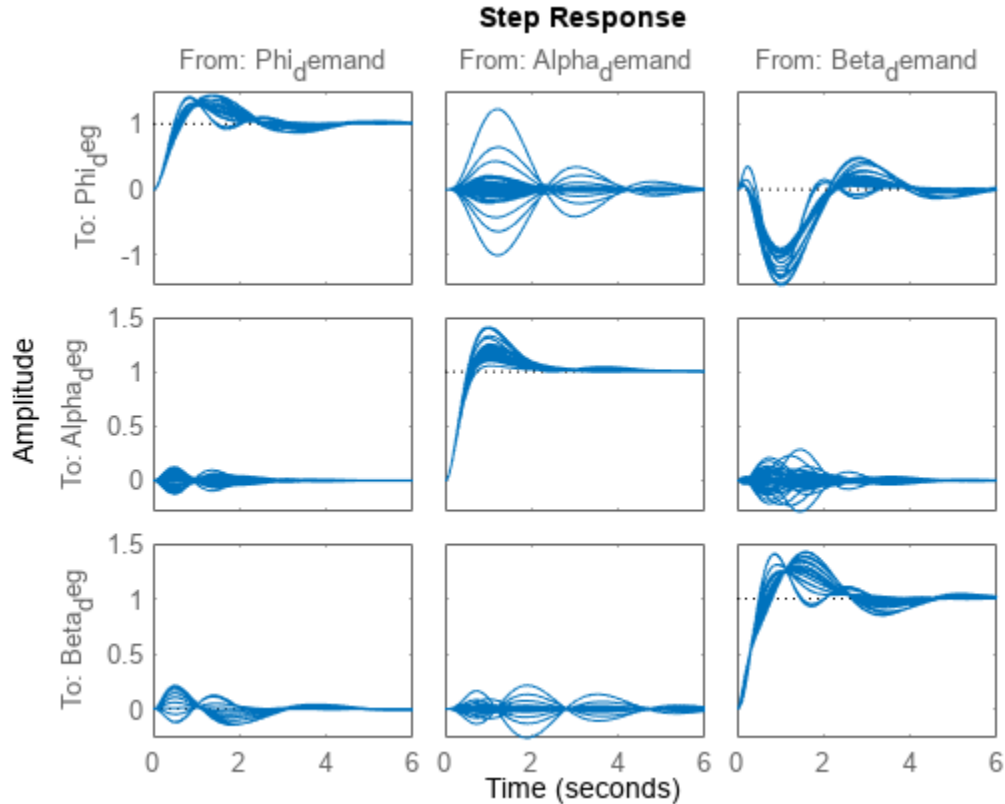 Step Response
From: Phi_demand From: Alpha_demand From: Beta_demand
To: Phi_deg
1
0
-1
Amplitude
To: Alpha_deg
1.5
1
0.5
0
To: Beta_deg
1.5
1
0.5
0
0 2 4 6 0 2 4 6 0 2 4 6
Time (seconds)